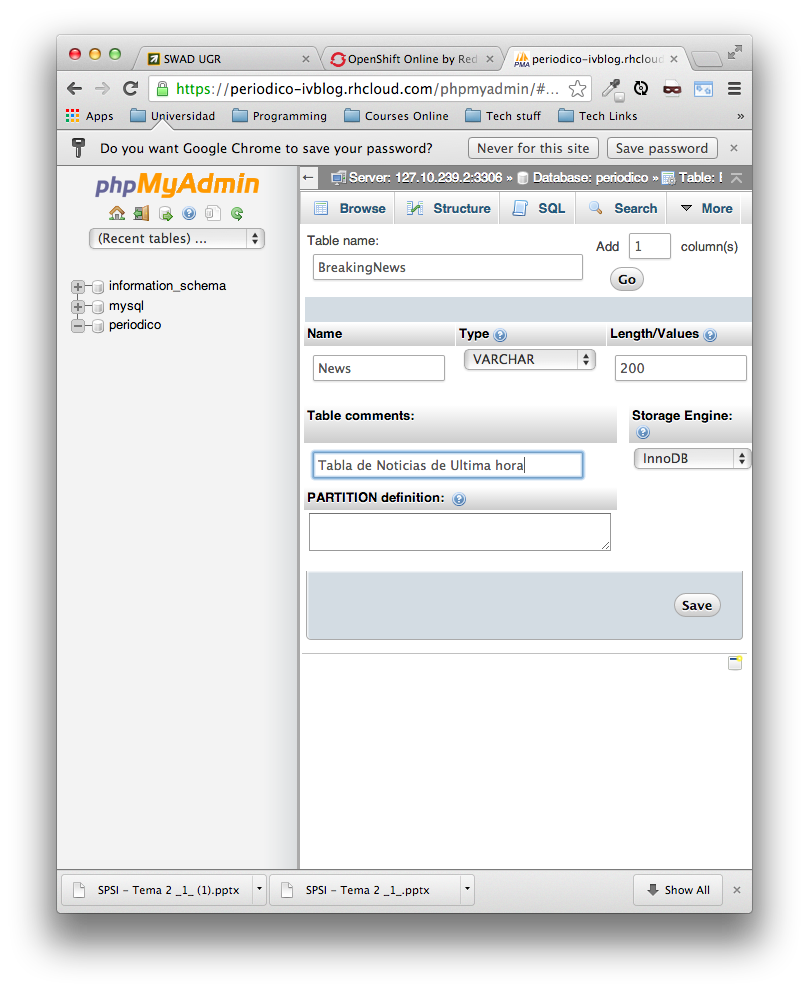 SWAD UGR
OpenShift Online by Red
periodico-ivblog.rhcloud
https://periodico-ivblog.rhcloud.com/phpmyadmin/#...
Apps Universidad Programming Courses Online Tech stuff Tech Links »
Do you want Google Chrome to save your password? Never for this site Save password
phpMyAdmin
(Recent tables) ...
information_schema
mysql
periodico
Server: 127.10.239.2:3306 » Database: periodico » Table:
Browse Structure SQL Search More
Table name:
Add 1 column(s)
BreakingNews
Go
Name Type Length/Values
News VARCHAR 200
Table comments: Storage Engine:
Tabla de Noticias de Ultima hora InnoDB
PARTITION definition:
Save
SPSI – Tema 2 _1_ (1).pptx SPSI – Tema 2 _1_.pptx Show All